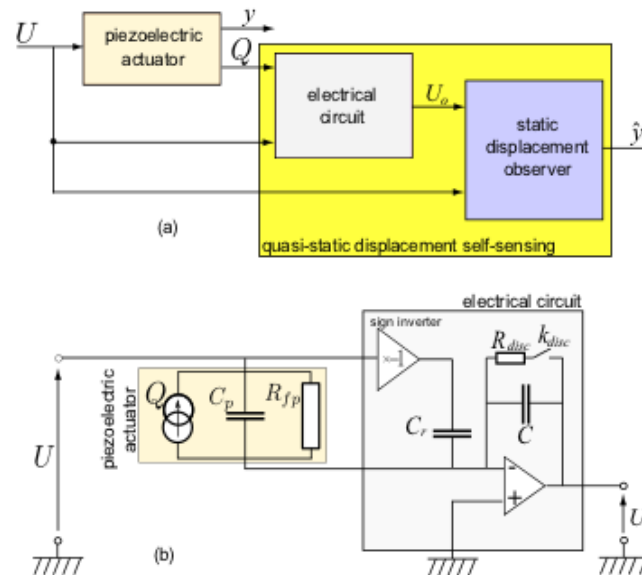 U
piezoelectric
actuator
y
Q
electrical
circuit
U_o
static
displacement
observer
ŷ
(a)
quasi-static displacement self-sensing
electrical circuit
sign inverter
×-1
R_disc
k_disc
Q
C_p
R_fp
C_r
C
-
+
piezoelectric
actuator
U
U
(b)